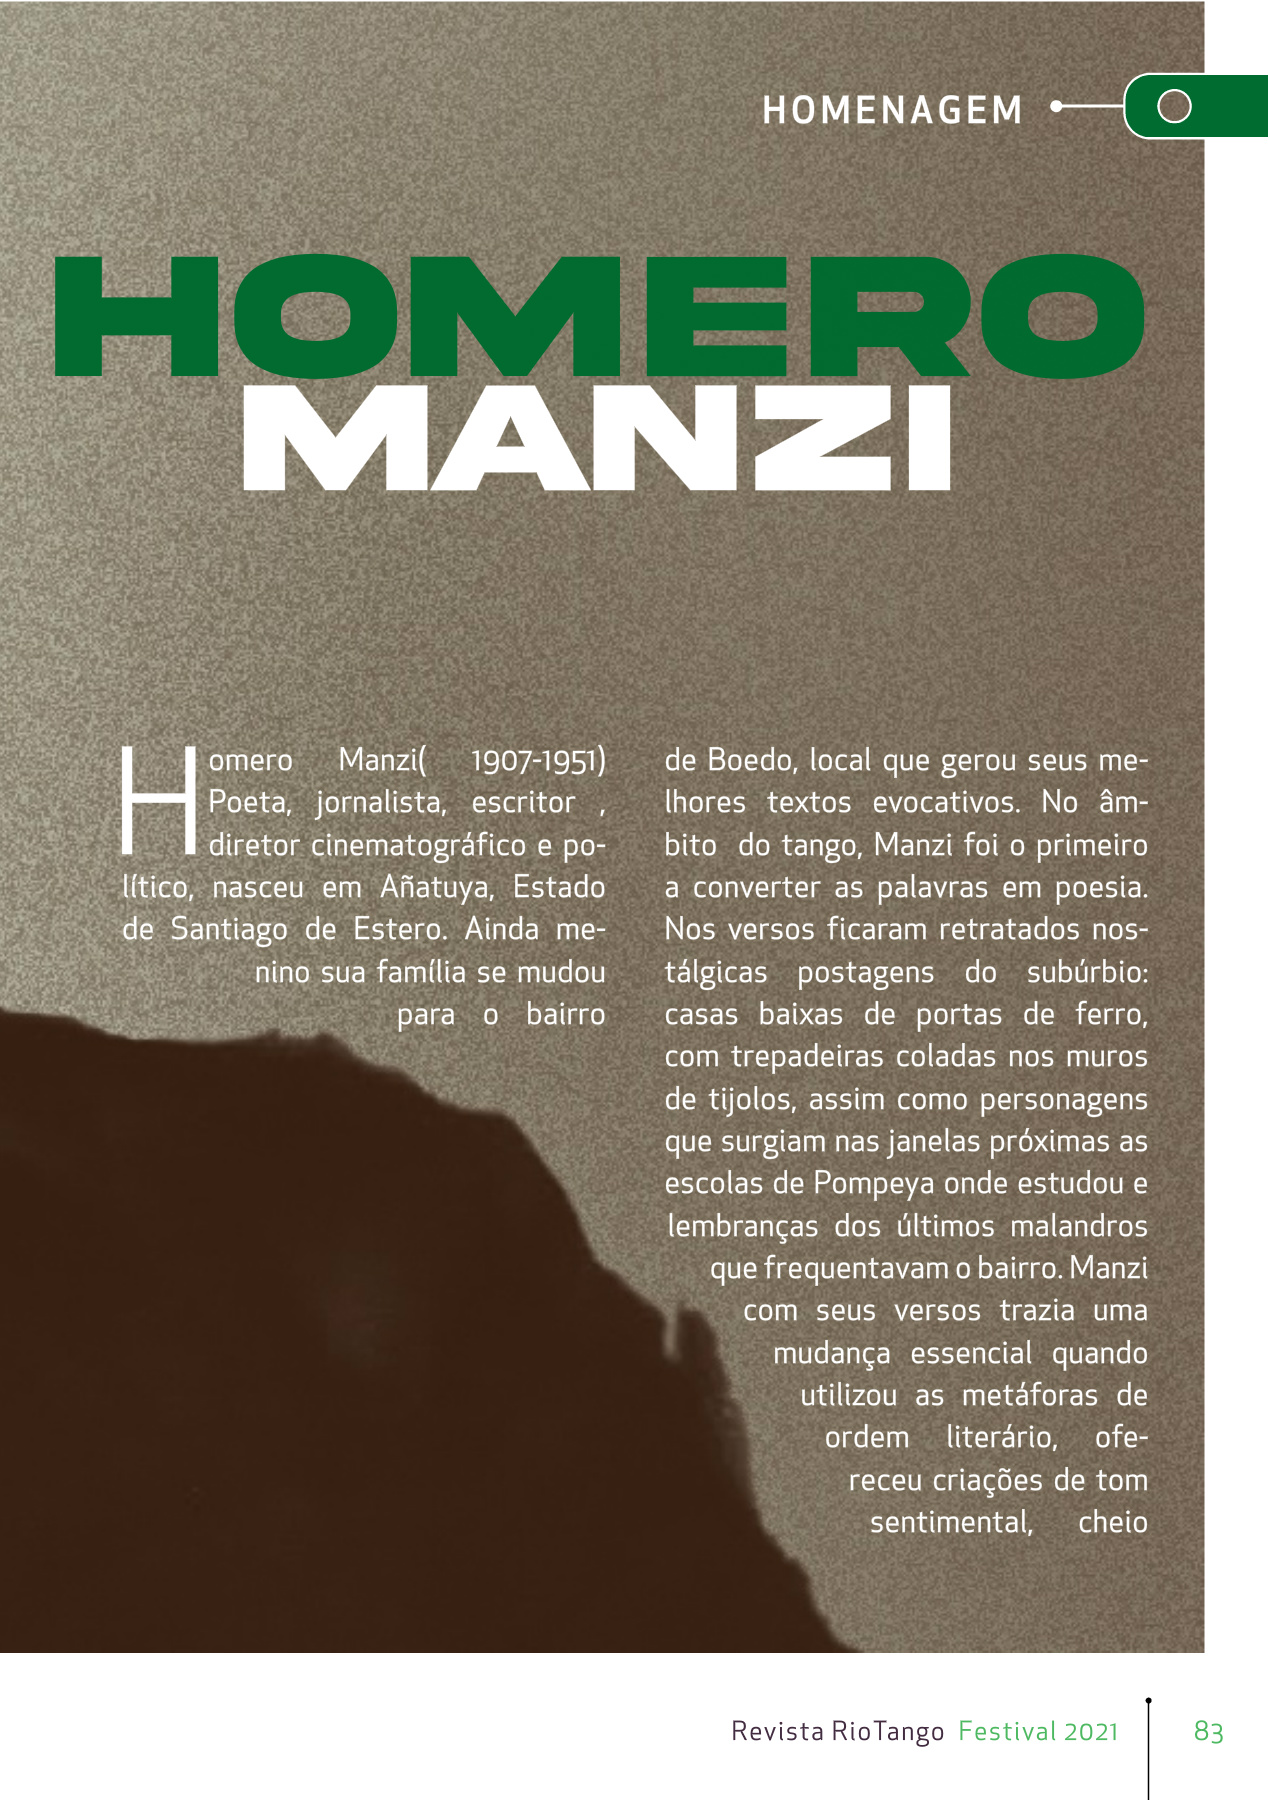 HOMENAGEM
HOMERO
MANZI
Homero Manzi( 1907-1951)
Poeta, jornalista, escritor ,
diretor cinematográfico e po-
lítico, nasceu em Añatuya, Estado
de Santiago de Estero. Ainda me-
nino sua família se mudou
para o bairro
de Boedo, local que gerou seus me-
lhores textos evocativos. No âm-
bito do tango, Manzi foi o primeiro
a converter as palavras em poesia.
Nos versos ficaram retratados nos-
tálgicas postagens do subúrbio:
casas baixas de portas de ferro,
com trepadeiras coladas nos muros
de tijolos, assim como personagens
que surgiam nas janelas próximas as
escolas de Pompeya onde estudou e
lembranças dos últimos malandros
que frequentavam o bairro. Manzi
com seus versos trazia uma
mudança essencial quando
utilizou as metáforas de
ordem literário, ofe-
receu criações de tom
sentimental, cheio
Revista RioTango Festival 2021 83